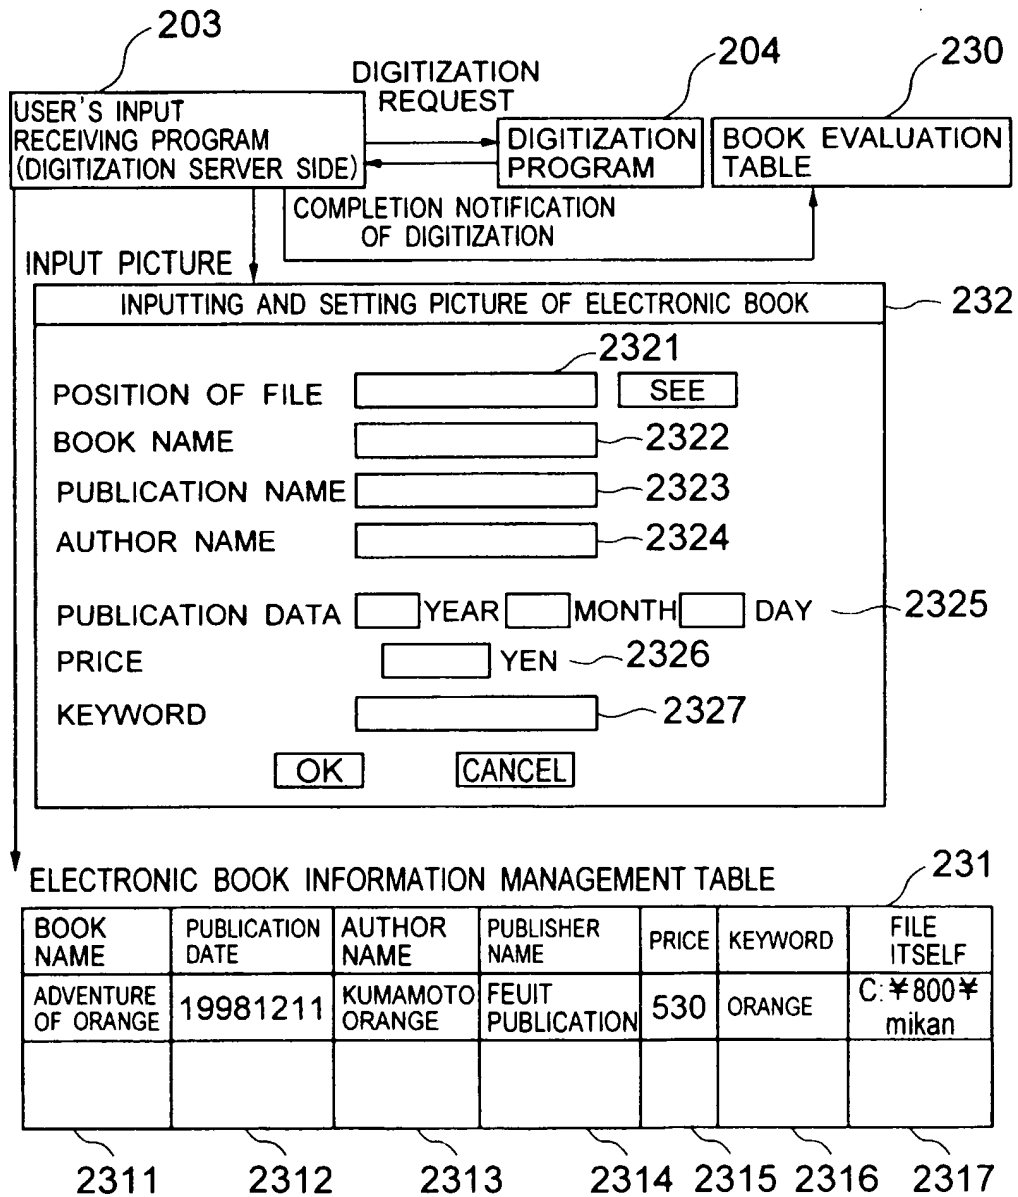 203
204
230
DIGITIZATION
REQUEST
USER'S INPUT
RECEIVING PROGRAM
(DIGITIZATION SERVER SIDE)
DIGITIZATION
PROGRAM
BOOK EVALUATION
TABLE
COMPLETION NOTIFICATION
OF DIGITIZATION
INPUT PICTURE
INPUTTING AND SETTING PICTURE OF ELECTRONIC BOOK
232
2321
POSITION OF FILE SEE
BOOK NAME 2322
PUBLICATION NAME 2323
AUTHOR NAME 2324
PUBLICATION DATA YEAR MONTH DAY 2325
PRICE YEN 2326
KEYWORD 2327
OK CANCEL
231
ELECTRONIC BOOK INFORMATION MANAGEMENT TABLE
BOOK
NAME
PUBLICATION
DATE
AUTHOR
NAME
PUBLISHER
NAME
PRICE
KEYWORD
FILE
ITSELF
ADVENTURE
OF ORANGE
19981211
KUMAMOTO
ORANGE
FEUIT
PUBLICATION
530
ORANGE
C:¥800¥
mikan
2311 2312 2313 2314 2315 2316 2317